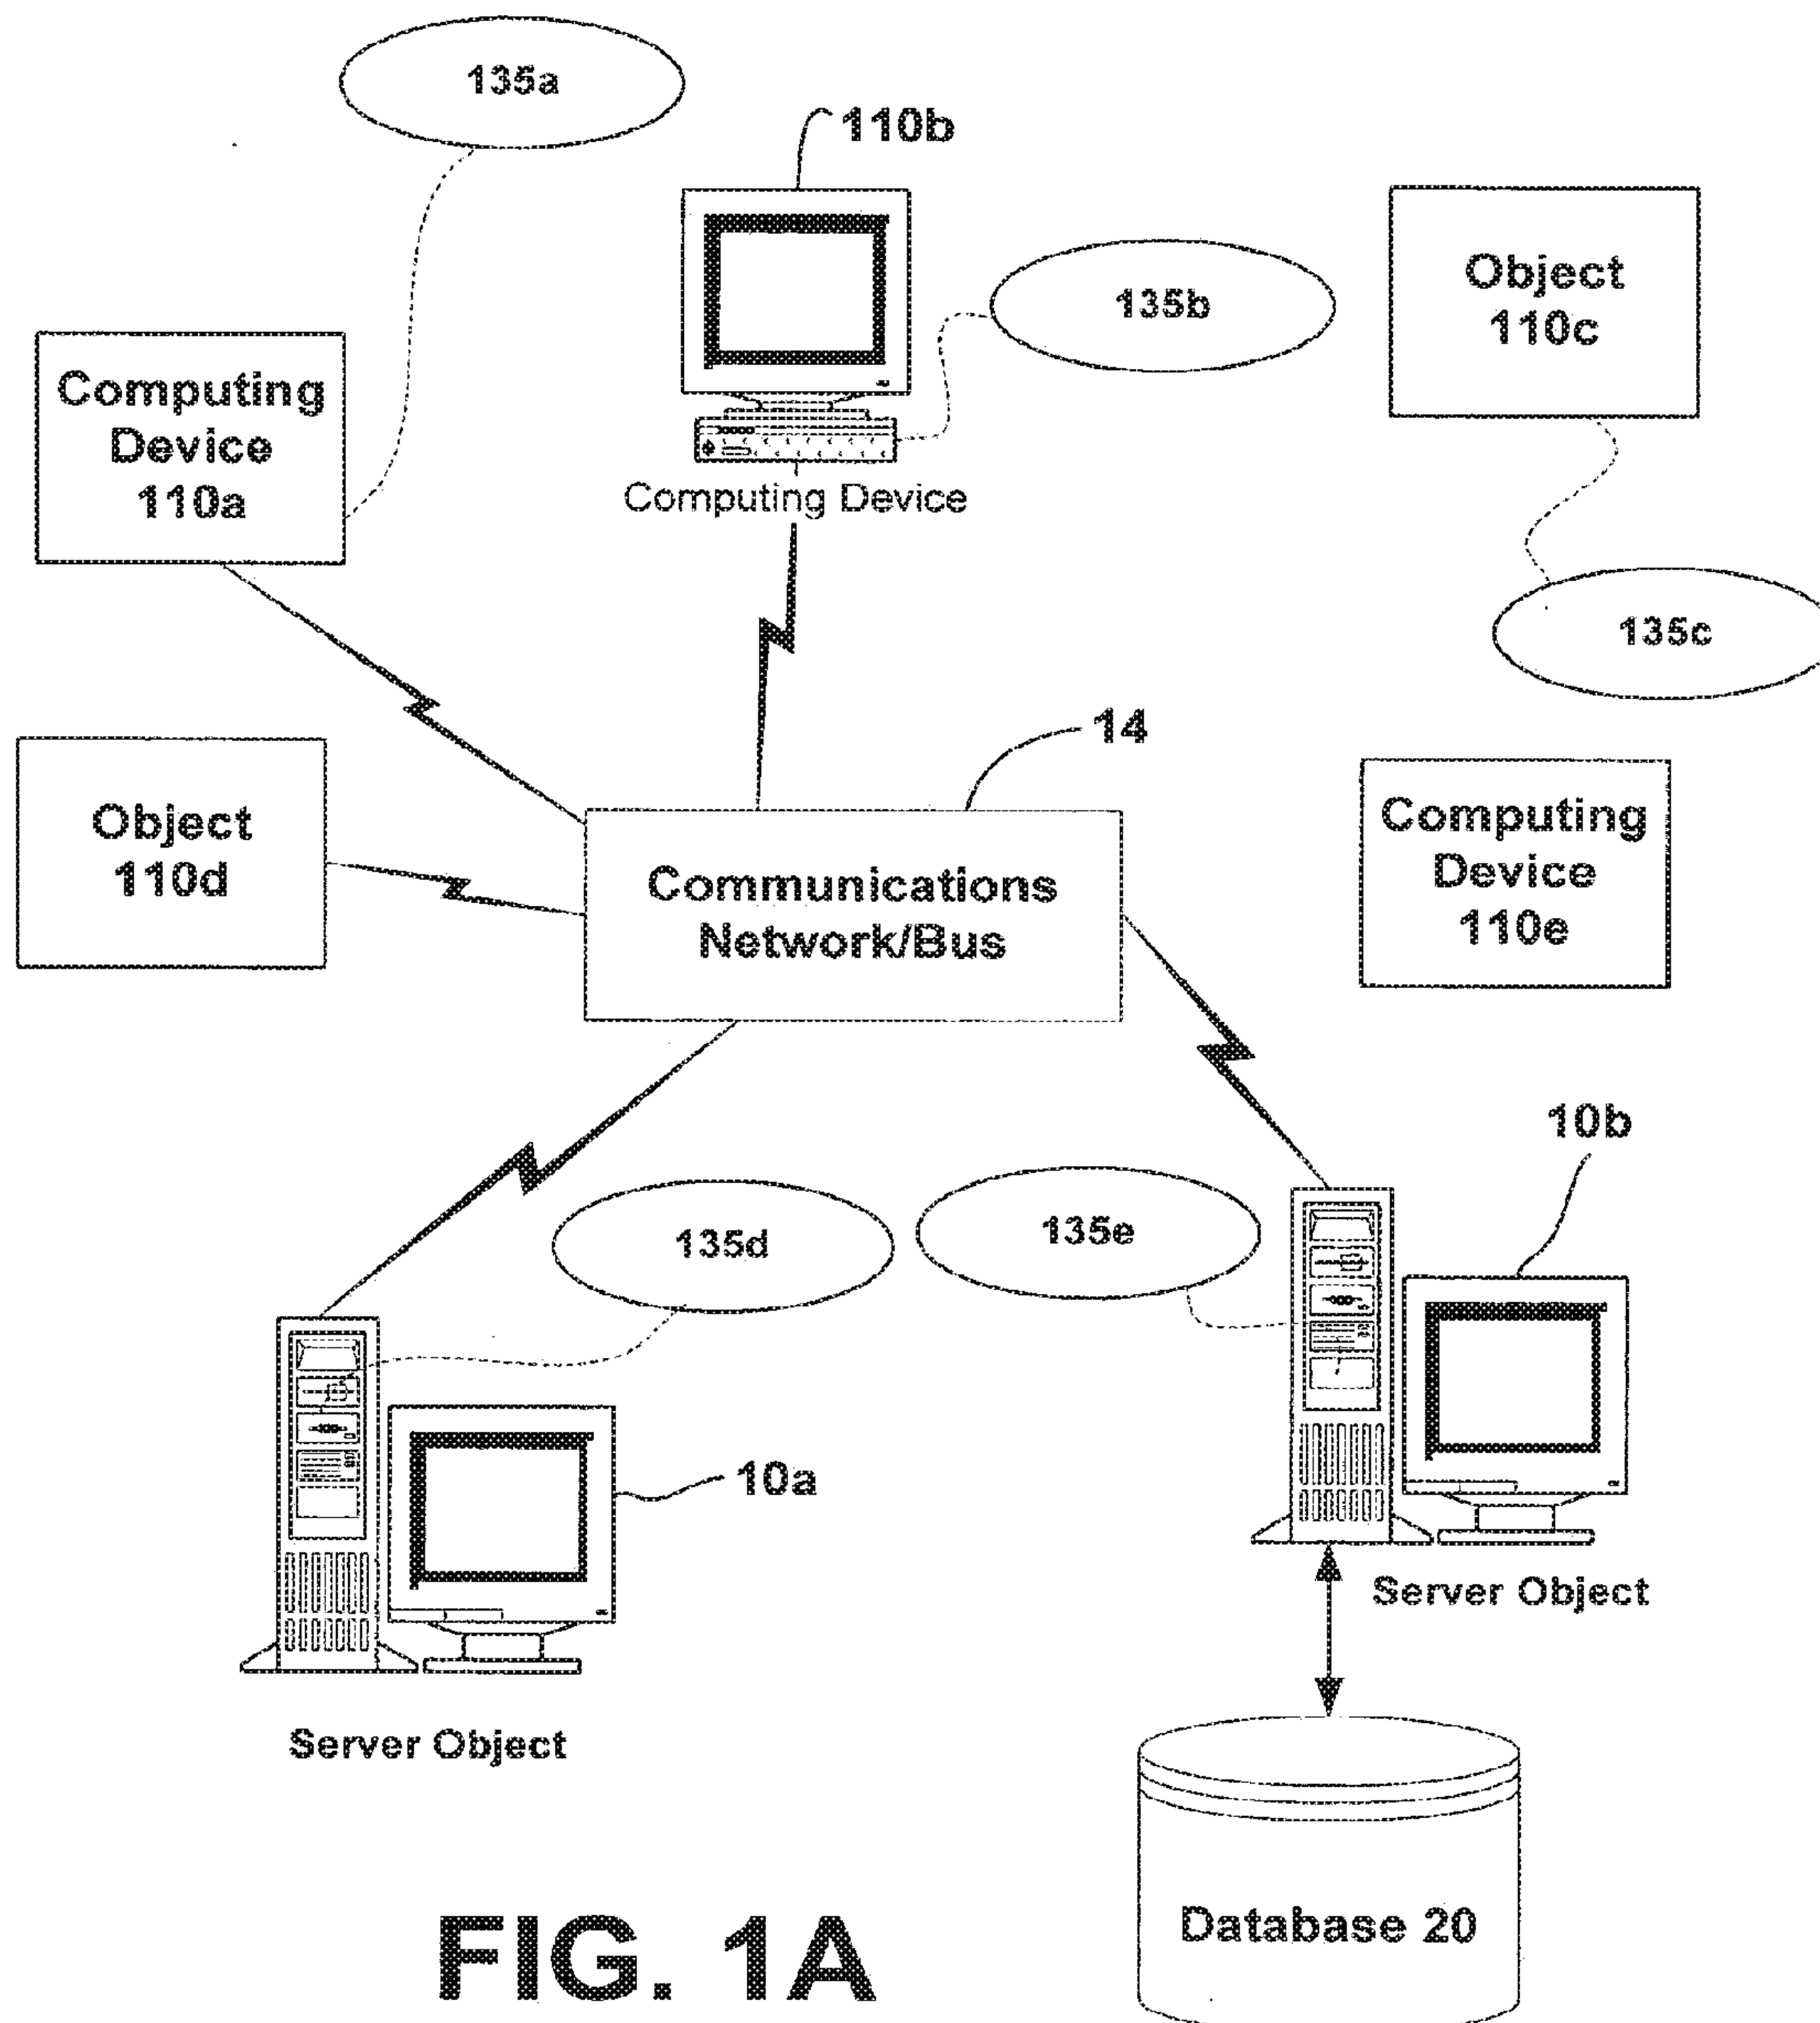 135a
110b
135b
Object
110c
Computing
Device
110a
Computing Device
135c
14
Object
110d
Communications
Network/Bus
Computing
Device
110e
10b
135d
135e
10a
Server Object
Server Object
Database 20
FIG. 1A